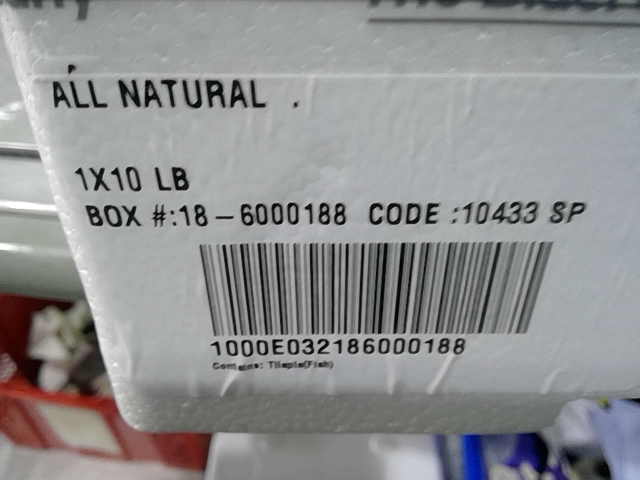 ALL NATURAL .
1X10 LB
BOX #:18-6000188 CODE :10433 SP
1000E032186000188
Contains: Tilapia(Fish)